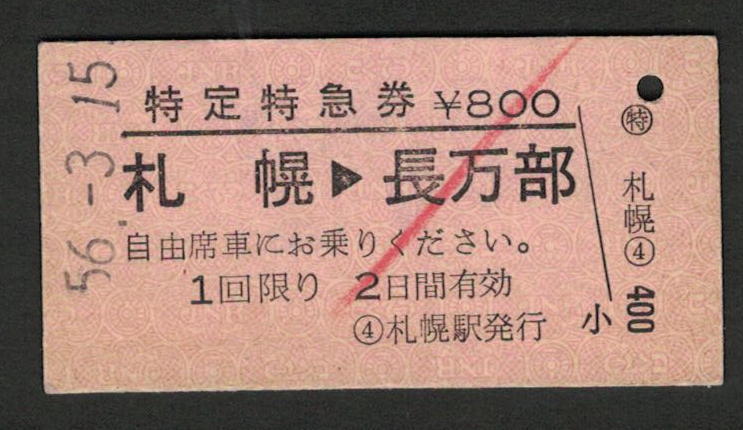 56.-3.15
特定特急券 ¥800
札幌▶長万部
自由席車にお乗りください。
1回限り 2日間有効
④札幌駅発行
小
㊕ 札幌④ 400